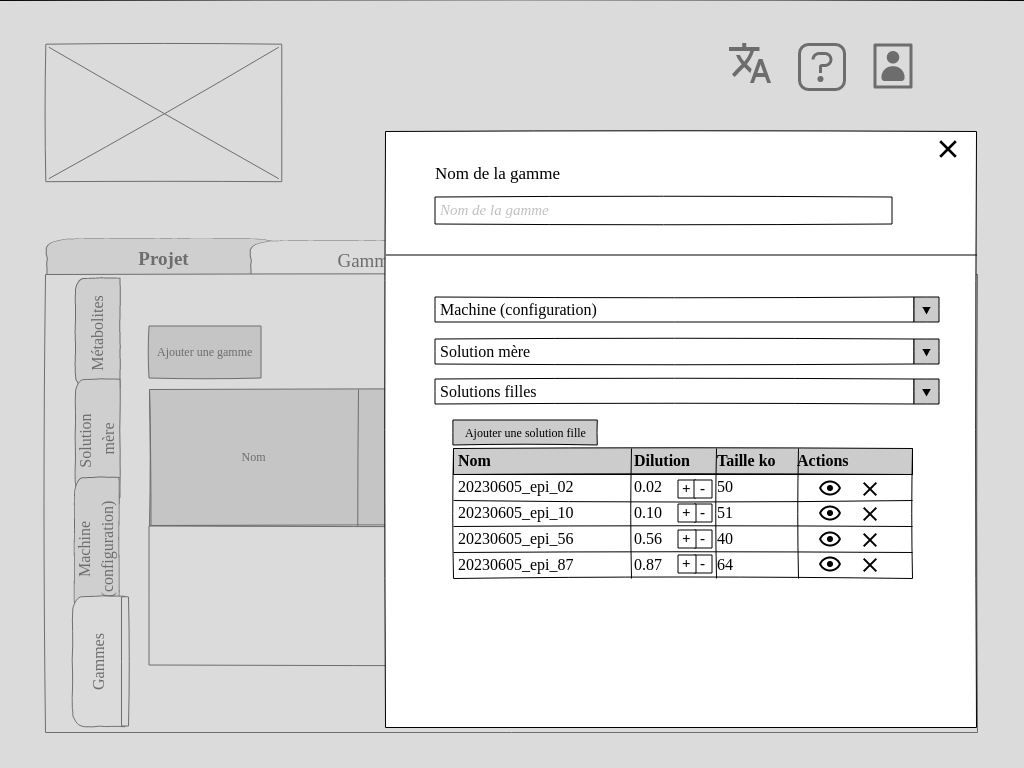 Nom de la gamme
Nom de la gamme
Projet
Gamm
Métabolites
Solution mère
Machine (configuration)
Gammes
Ajouter une gamme
Nom
Machine (configuration)
Solution mère
Solutions filles
Ajouter une solution fille
Nom Dilution Taille ko Actions
20230605_epi_02 0.02 + - 50
20230605_epi_10 0.10 + - 51
20230605_epi_56 0.56 + - 40
20230605_epi_87 0.87 + - 64